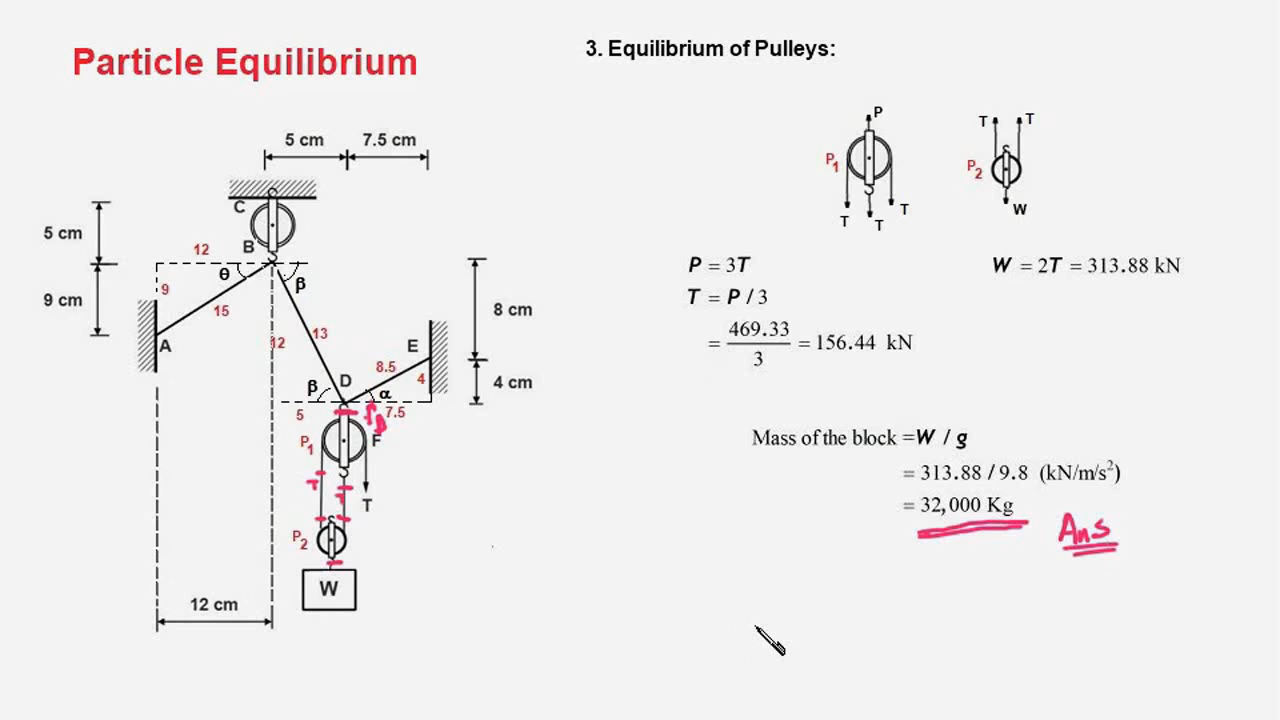 Particle Equilibrium
3. Equilibrium of Pulleys:
5 cm
7.5 cm
C
5 cm
B
12
θ
β
9 cm
9
15
A
12
13
8 cm
E
8.5
4
4 cm
β
D
α
5
7.5
P
P1
F
T
T
T
P2
W
12 cm
P
P1
T
T
T
T
T
P2
W
P = 3T
T = P / 3
= 469.33 / 3 = 156.44 kN
W = 2T = 313.88 kN
Mass of the block = W / g
= 313.88 / 9.8 (kN/m/s²)
= 32,000 Kg
Ans